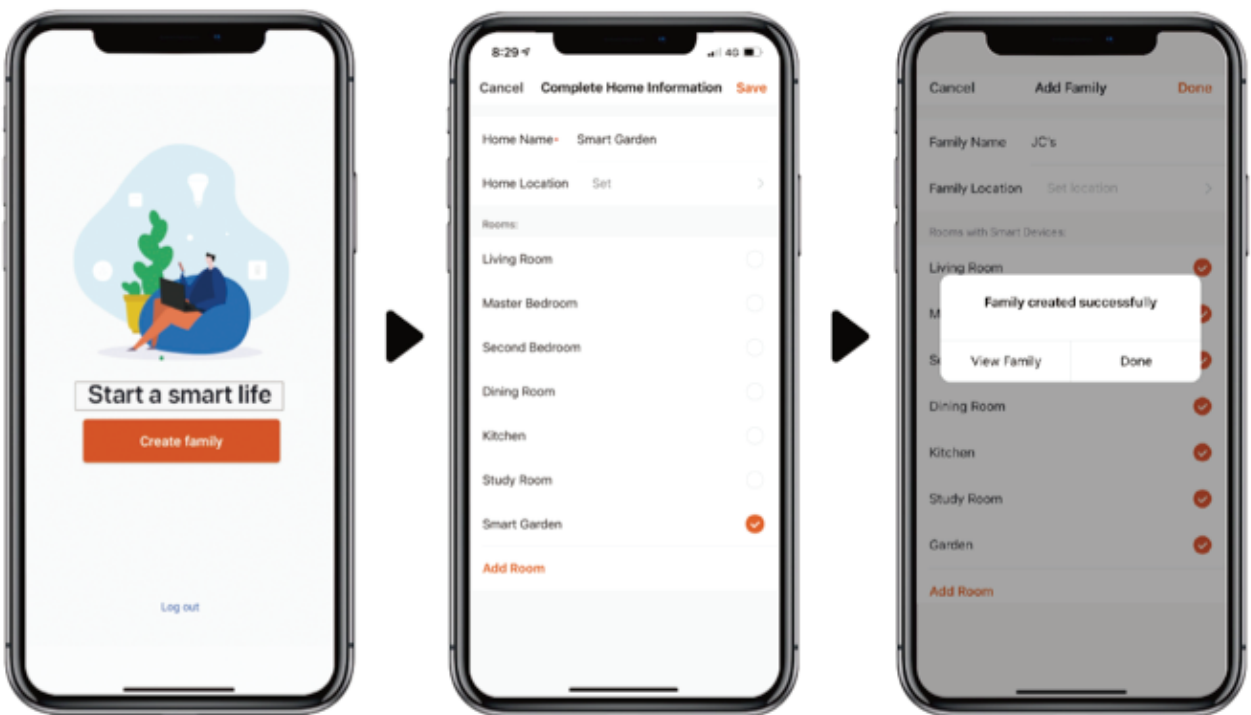 Start a smart life
Create family
Log out
8:29
4G
Cancel Complete Home Information Save
Home Name• Smart Garden
Home Location Set
Rooms:
Living Room
Master Bedroom
Second Bedroom
Dining Room
Kitchen
Study Room
Smart Garden
Add Room
Cancel Add Family Done
Family Name JC's
Family Location Set location
Rooms with Smart Devices:
Living Room
M
Family created successfully
Se
View Family Done
Dining Room
Kitchen
Study Room
Garden
Add Room